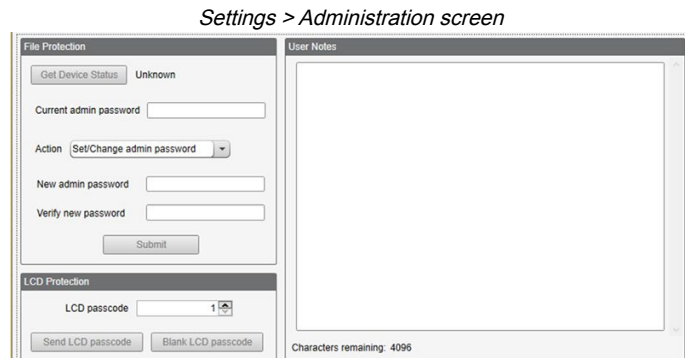 Settings > Administration screen
File Protection
Get Device Status Unknown
Current admin password
Action Set/Change admin password
New admin password
Verify new password
Submit
LCD Protection
LCD passcode 1
Send LCD passcode Blank LCD passcode
User Notes
Characters remaining: 4096